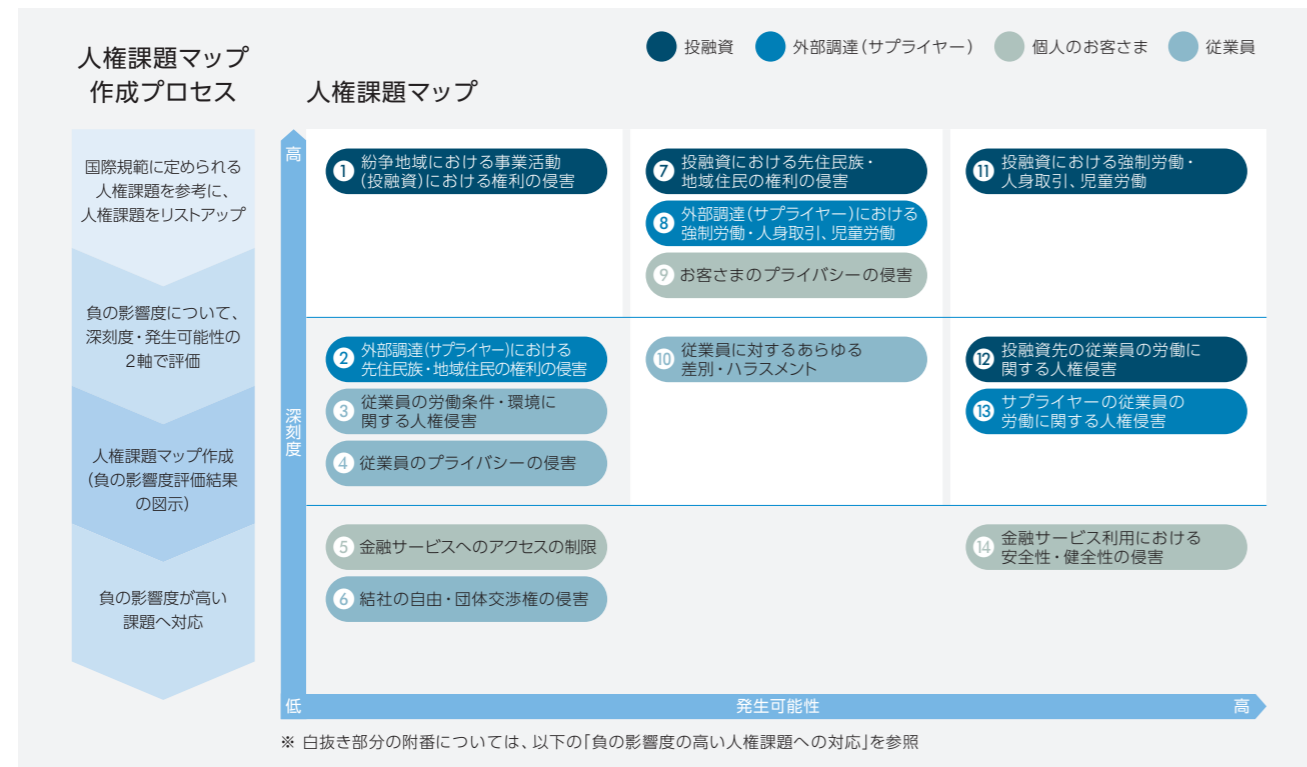 人権課題マップ
作成プロセス
国際規範に定められる
人権課題を参考に、
人権課題をリストアップ
負の影響度について、
深刻度・発生可能性の
2軸で評価
人権課題マップ作成
(負の影響度評価結果
の図示)
負の影響度が高い
課題へ対応
人権課題マップ
投融資
外部調達(サプライヤー)
個人のお客さま
従業員
高
深刻度
低
発生可能性
高
1 紛争地域における事業活動
(投融資)における権利の侵害
7 投融資における先住民族・
地域住民の権利の侵害
8 外部調達(サプライヤー)における
強制労働・人身取引、児童労働
9 お客さまのプライバシーの侵害
11 投融資における強制労働・
人身取引、児童労働
2 外部調達(サプライヤー)における
先住民族・地域住民の権利の侵害
3 従業員の労働条件・環境に
関する人権侵害
4 従業員のプライバシーの侵害
10 従業員に対するあらゆる
差別・ハラスメント
12 投融資先の従業員の労働に
関する人権侵害
13 サプライヤーの従業員の
労働に関する人権侵害
5 金融サービスへのアクセスの制限
6 結社の自由・団体交渉権の侵害
14 金融サービス利用における
安全性・健全性の侵害
※ 白抜き部分の附番については、以下の「負の影響度の高い人権課題への対応」を参照